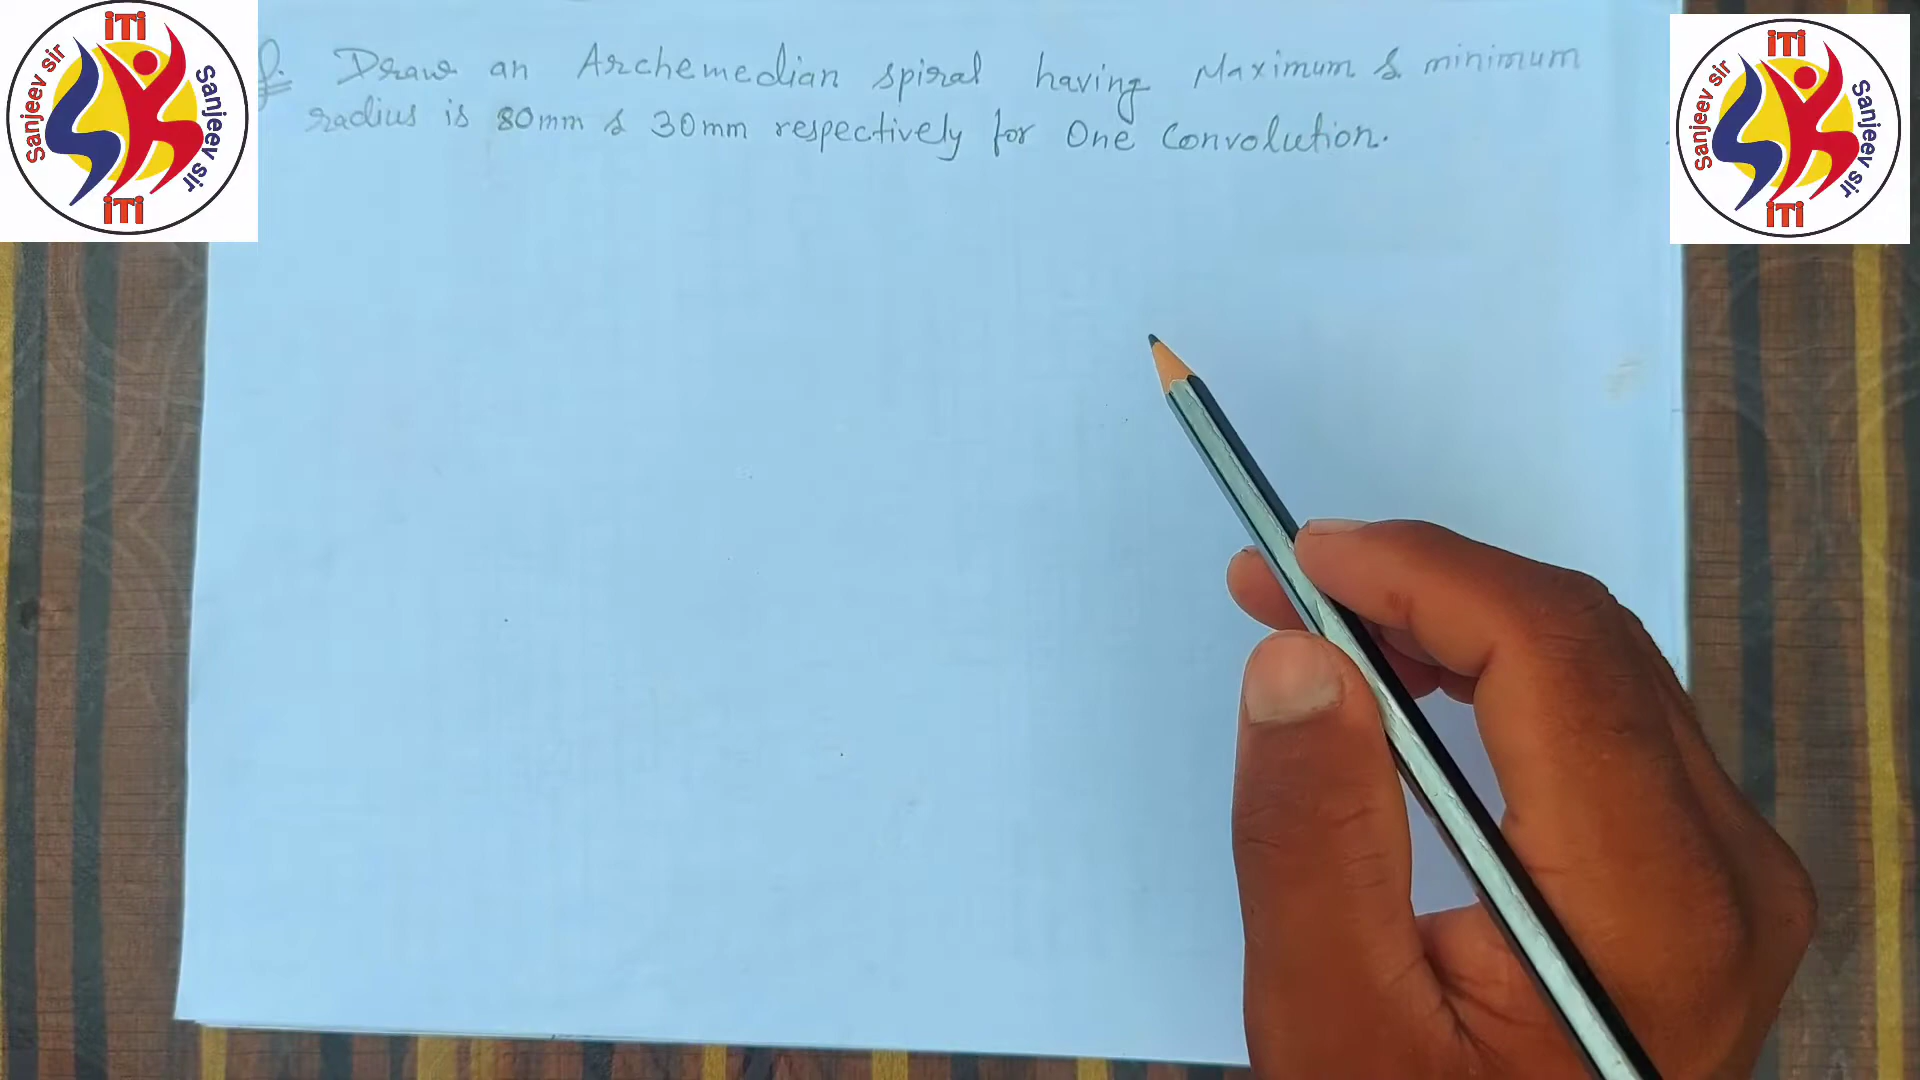 iTi
Sanjeev sir
Sanjeev sir
iTi
Q. Draw an Archemedian spiral having Maximum & minimum
radius is 80mm & 30mm respectively for One Convolution.
iTi
Sanjeev sir
Sanjeev sir
iTi